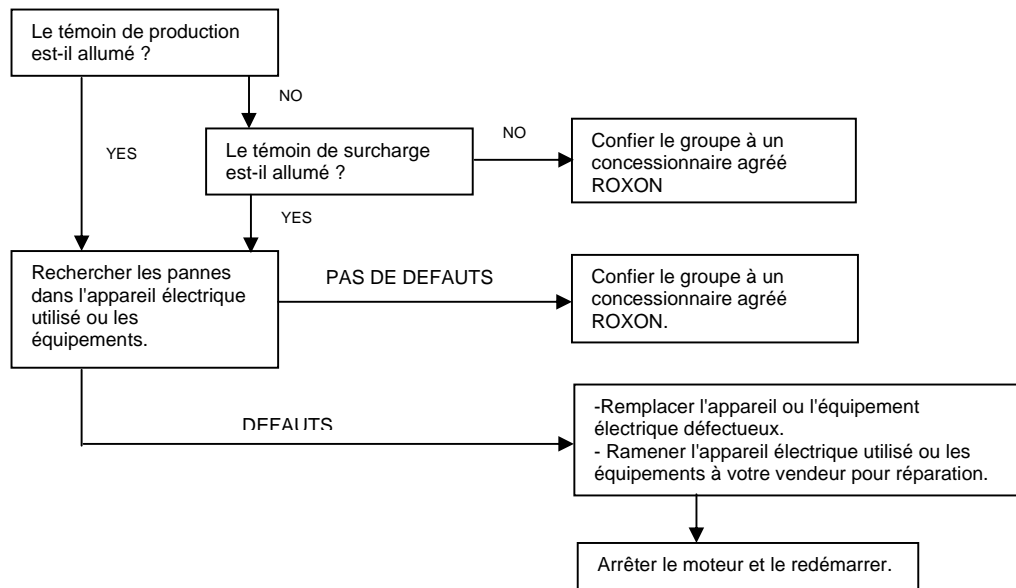 Le témoin de production
est-il allumé ?
NO
YES
Le témoin de surcharge
est-il allumé ?
NO
Confier le groupe à un
concessionnaire agréé
ROXON
YES
Rechercher les pannes
dans l'appareil électrique
utilisé ou les
équipements.
PAS DE DEFAUTS
Confier le groupe à un
concessionnaire agréé
ROXON.
DEFAUTS
-Remplacer l'appareil ou l'équipement
électrique défectueux.
- Ramener l'appareil électrique utilisé ou les
équipements à votre vendeur pour réparation.
Arrêter le moteur et le redémarrer.